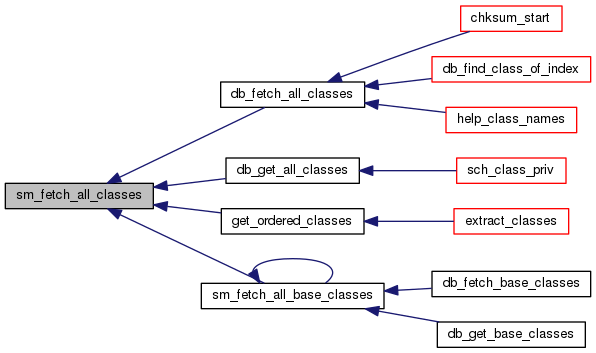 chksum_start
db_find_class_of_index
db_fetch_all_classes
help_class_names
db_get_all_classes
sch_class_priv
sm_fetch_all_classes
get_ordered_classes
extract_classes
db_fetch_base_classes
sm_fetch_all_base_classes
db_get_base_classes